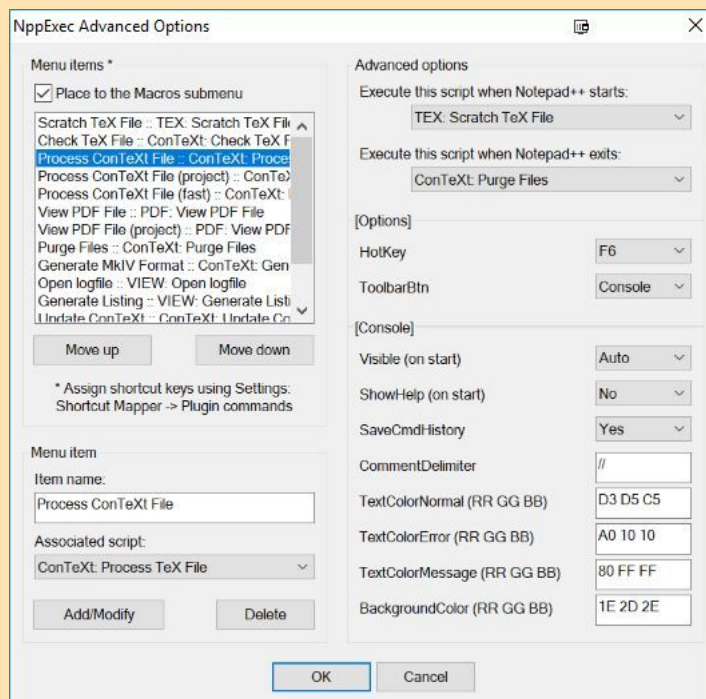 NppExec Advanced Options
Menu items *
Place to the Macros submenu
Scratch TeX File :: TEX: Scratch TeX File
Check TeX File :: ConTeXt: Check TeX F
Process ConTeXt File :: ConTeXt: Proces
Process ConTeXt File (project) :: ConTeX
Process ConTeXt File (fast) :: ConTeXt:
View PDF File :: PDF: View PDF File
View PDF File (project) :: PDF: View PDF
Purge Files :: ConTeXt: Purge Files
Generate MkIV Format :: ConTeXt: Gen
Open logfile :: VIEW: Open logfile
Generate Listing :: VIEW: Generate Listi
Update ConTeXt :: ConTeXt: Update Co
Move up
Move down
* Assign shortcut keys using Settings:
Shortcut Mapper -> Plugin commands
Menu item
Item name:
Process ConTeXt File
Associated script:
ConTeXt: Process TeX File
Add/Modify
Delete
Advanced options
Execute this script when Notepad++ starts:
TEX: Scratch TeX File
Execute this script when Notepad++ exits:
ConTeXt: Purge Files
[Options]
HotKey F6
ToolbarBtn Console
[Console]
Visible (on start) Auto
ShowHelp (on start) No
SaveCmdHistory Yes
CommentDelimiter //
TextColorNormal (RR GG BB) D3 D5 C5
TextColorError (RR GG BB) A0 10 10
TextColorMessage (RR GG BB) 80 FF FF
BackgroundColor (RR GG BB) 1E 2D 2E
OK
Cancel